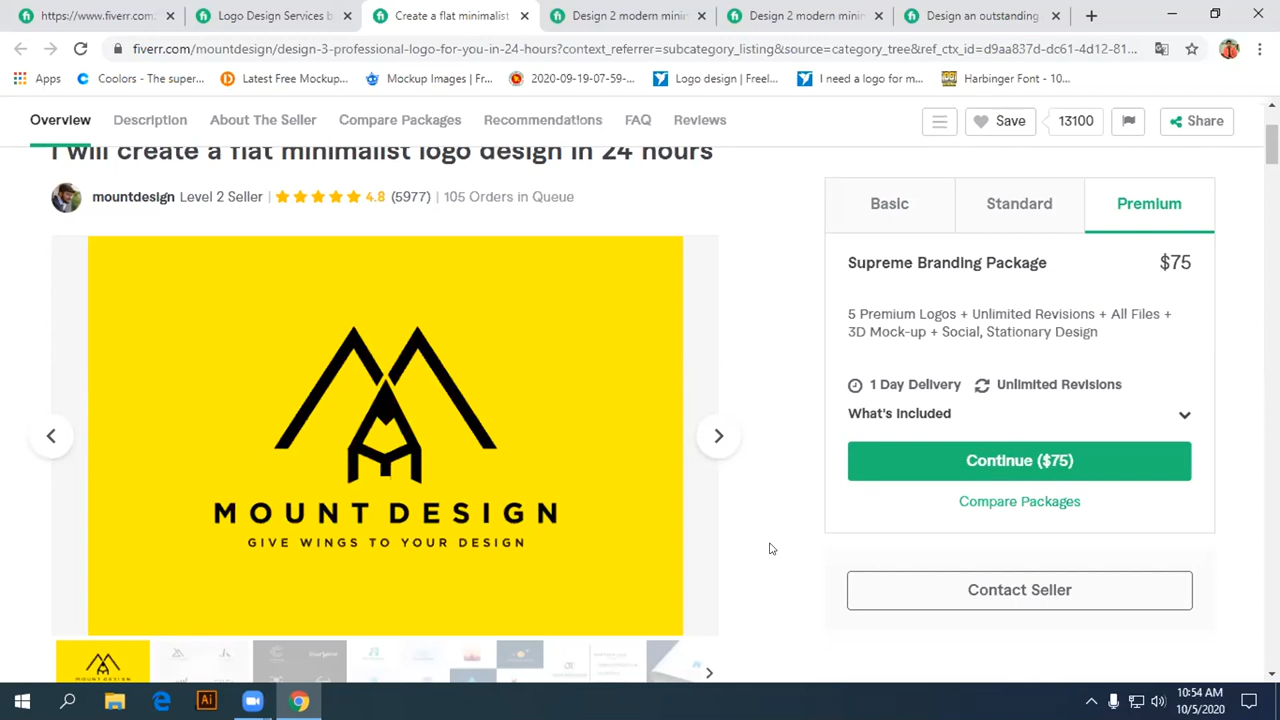 https://www.fiverr.com/
Logo Design Services b
Create a flat minimalist
Design 2 modern minin
Design 2 modern minin
Design an outstanding
fiverr.com/mountdesign/design-3-professional-logo-for-you-in-24-hours?context_referrer=subcategory_listing&source=category_tree&ref_ctx_id=d9aa837d-dc61-4d12-81...
Apps
Coolors - The super...
Latest Free Mockup...
Mockup Images | Fr...
2020-09-19-07-59-...
Logo design | Freel...
I need a logo for m...
Harbinger Font - 10...
Overview
Description
About The Seller
Compare Packages
Recommendations
FAQ
Reviews
Save
13100
Share
I will create a flat minimalist logo design in 24 hours
mountdesign Level 2 Seller | 4.8 (5977) | 105 Orders in Queue
Basic
Standard
Premium
Supreme Branding Package $75
5 Premium Logos + Unlimited Revisions + All Files +
3D Mock-up + Social, Stationary Design
1 Day Delivery Unlimited Revisions
What's Included
Continue ($75)
Compare Packages
Contact Seller
MOUNT DESIGN
GIVE WINGS TO YOUR DESIGN
MOUNT DESIGN
Ai
10:54 AM
10/5/2020